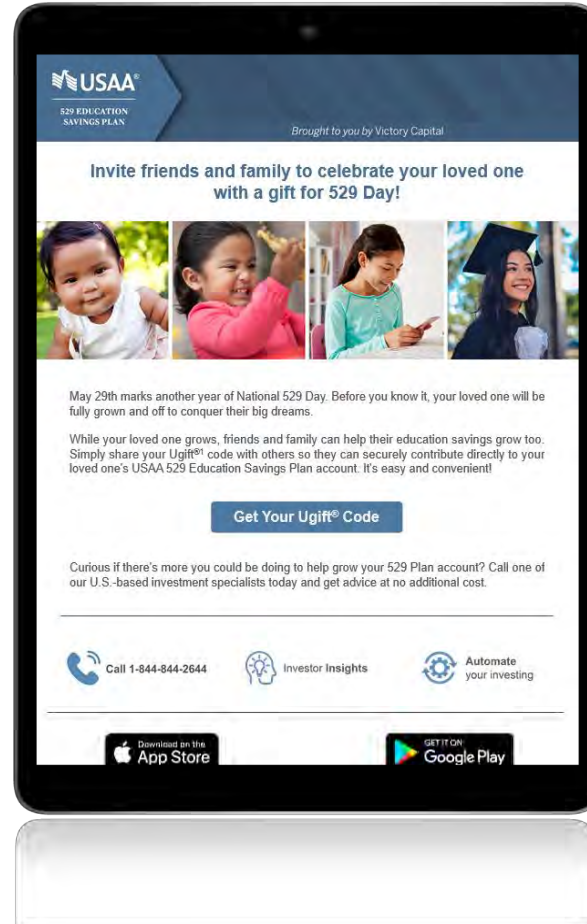 USAA®
529 EDUCATION
SAVINGS PLAN
Brought to you by Victory Capital
Invite friends and family to celebrate your loved one
with a gift for 529 Day!
May 29th marks another year of National 529 Day. Before you know it, your loved one will be
fully grown and off to conquer their big dreams.
While your loved one grows, friends and family can help their education savings grow too.
Simply share your Ugift®¹ code with others so they can securely contribute directly to your
loved one's USAA 529 Education Savings Plan account. It's easy and convenient!
Get Your Ugift® Code
Curious if there's more you could be doing to help grow your 529 Plan account? Call one of
our U.S.-based investment specialists today and get advice at no additional cost.
Call 1-844-844-2644
Investor Insights
Automate
your investing
Download on the
App Store
GET IT ON
Google Play